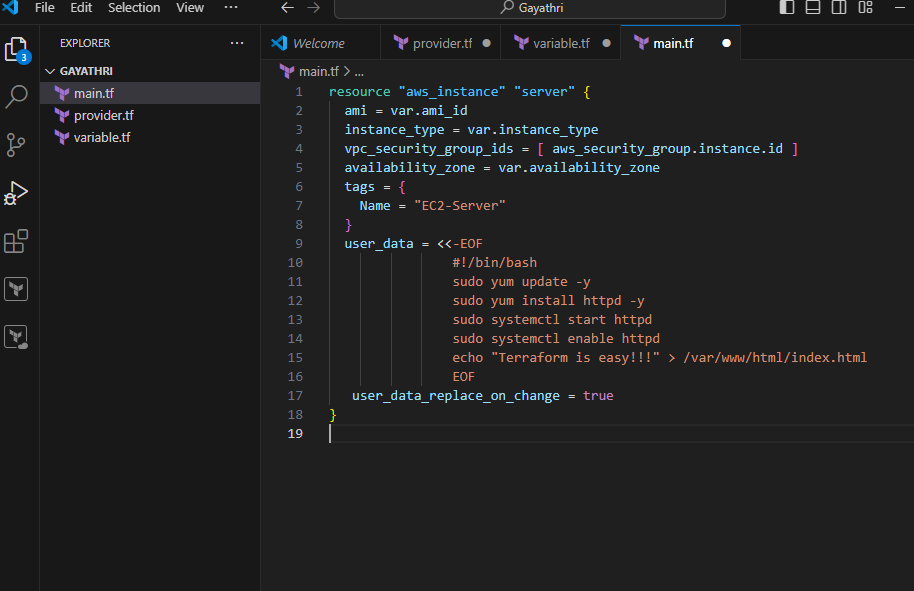 File Edit Selection View ··· ← → Gayathri
EXPLORER ···
GAYATHRI
main.tf
provider.tf
variable.tf
3
Welcome provider.tf variable.tf main.tf
main.tf > ...
1 resource "aws_instance" "server" {
2 ami = var.ami_id
3 instance_type = var.instance_type
4 vpc_security_group_ids = [ aws_security_group.instance.id ]
5 availability_zone = var.availability_zone
6 tags = {
7 Name = "EC2-Server"
8 }
9 user_data = <<-EOF
10 #!/bin/bash
11 sudo yum update -y
12 sudo yum install httpd -y
13 sudo systemctl start httpd
14 sudo systemctl enable httpd
15 echo "Terraform is easy!!!" > /var/www/html/index.html
16 EOF
17 user_data_replace_on_change = true
18 }
19